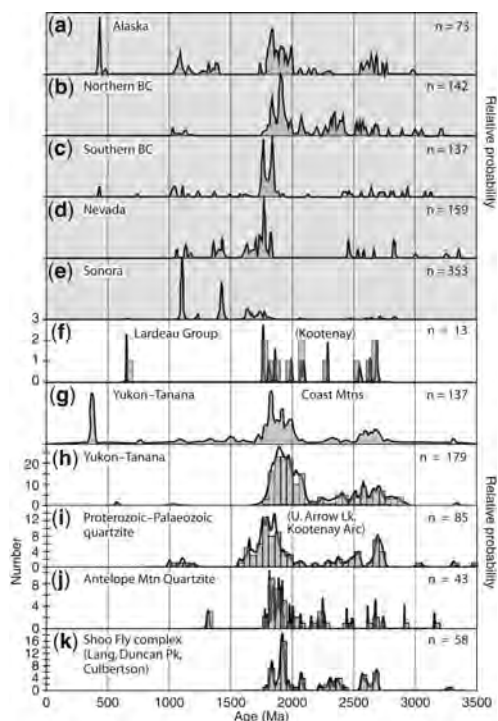 (a) Alaska n = 75
(b) Northern BC n = 142
(c) Southern BC n = 137
(d) Nevada n = 159
(e) Sonora n = 353
Relative probability
3
(f) Lardeau Group (Kootenay) n = 13
2
1
0
(g) Yukon–Tanana Coast Mtns n = 137
(h) Yukon–Tanana n = 179
20
10
0
(i) Proterozoic–Palaeozoic quartzite (U. Arrow Lk, Kootenay Arc) n = 85
12
8
4
0
(j) Antelope Mtn Quartzite n = 43
8
4
0
(k) Shoo Fly complex (Lang, Duncan Pk, Culbertson) n = 58
16
12
8
4
0
Number
Relative probability
0 500 1000 1500 2000 2500 3000 3500
Age (Ma)